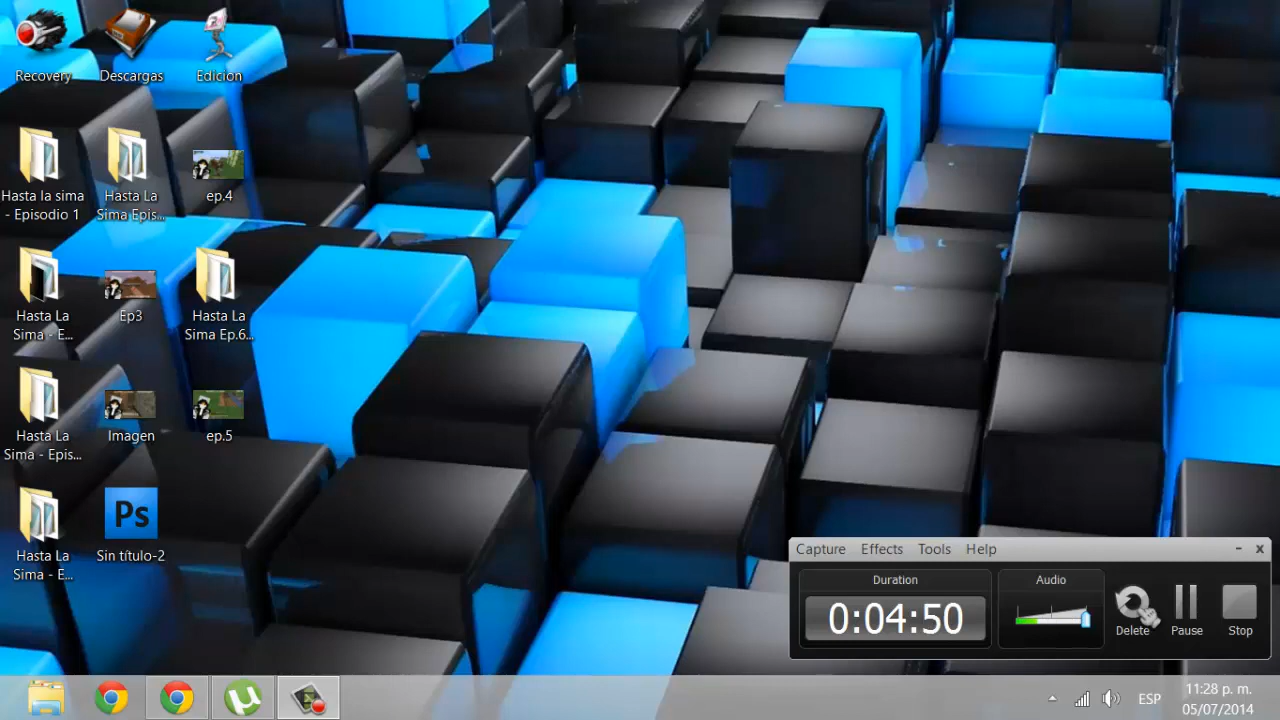 Recovery
Descargas
Edicion
Hasta la sima
- Episodio 1
Hasta La
Sima Epis...
ep.4
Hasta La
Sima - E...
Ep3
Hasta La
Sima Ep.6...
Hasta La
Sima - Epis...
Imagen
ep.5
Hasta La
Sima - E...
Ps
Sin título-2
Capture Effects Tools Help
Duration
0:04:50
Audio
Delete
Pause
Stop
ESP
11:28 p. m.
05/07/2014